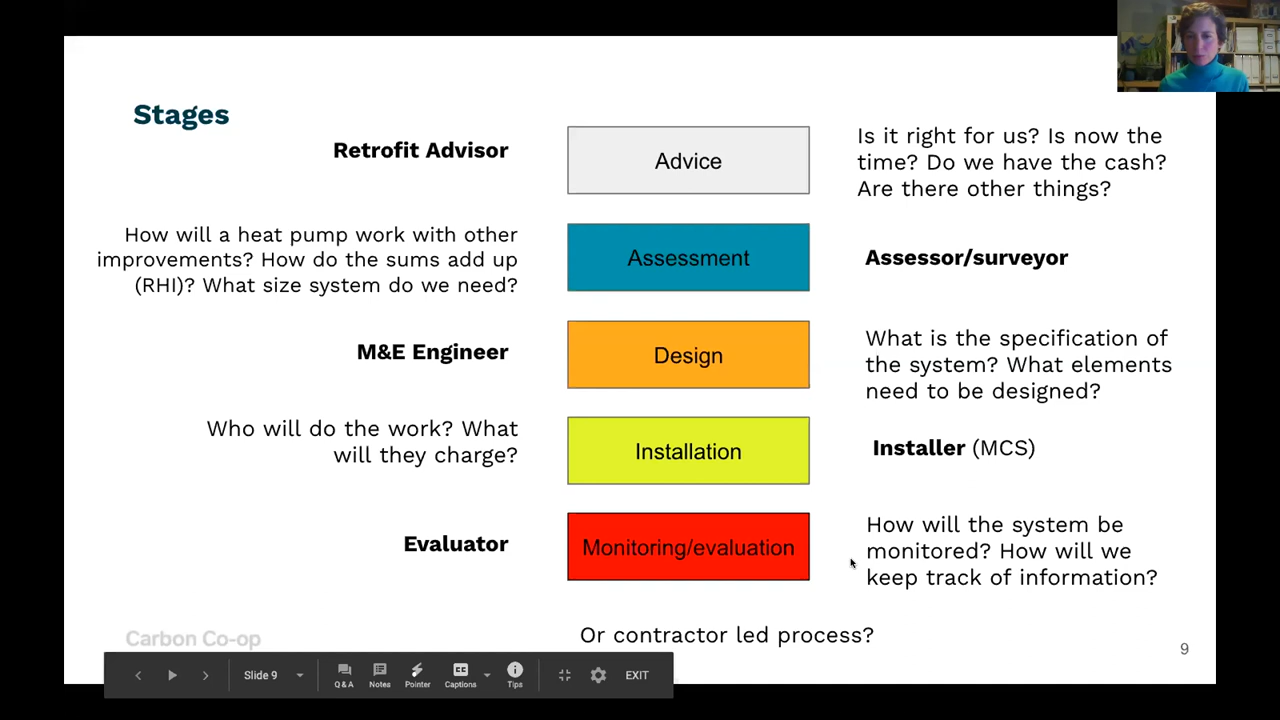 Stages
Retrofit Advisor
Advice
Is it right for us? Is now the
time? Do we have the cash?
Are there other things?
How will a heat pump work with other
improvements? How do the sums add up
(RHI)? What size system do we need?
Assessment
Assessor/surveyor
M&E Engineer
Design
What is the specification of
the system? What elements
need to be designed?
Who will do the work? What
will they charge?
Installation
Installer (MCS)
Evaluator
Monitoring/evaluation
How will the system be
monitored? How will we
keep track of information?
Or contractor led process?
Carbon Co-op
9
Slide 9
Q&A
Notes
Pointer
Captions
Tips
EXIT